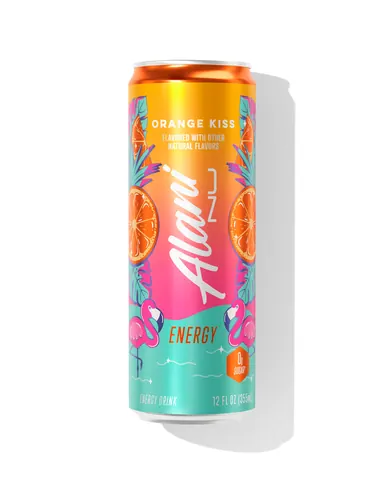 ORANGE KISS
FLAVORED WITH OTHER
NATURAL FLAVORS
Alani
NU
ENERGY
0g
SUGAR
ENERGY DRINK
12 FL OZ (355mL)